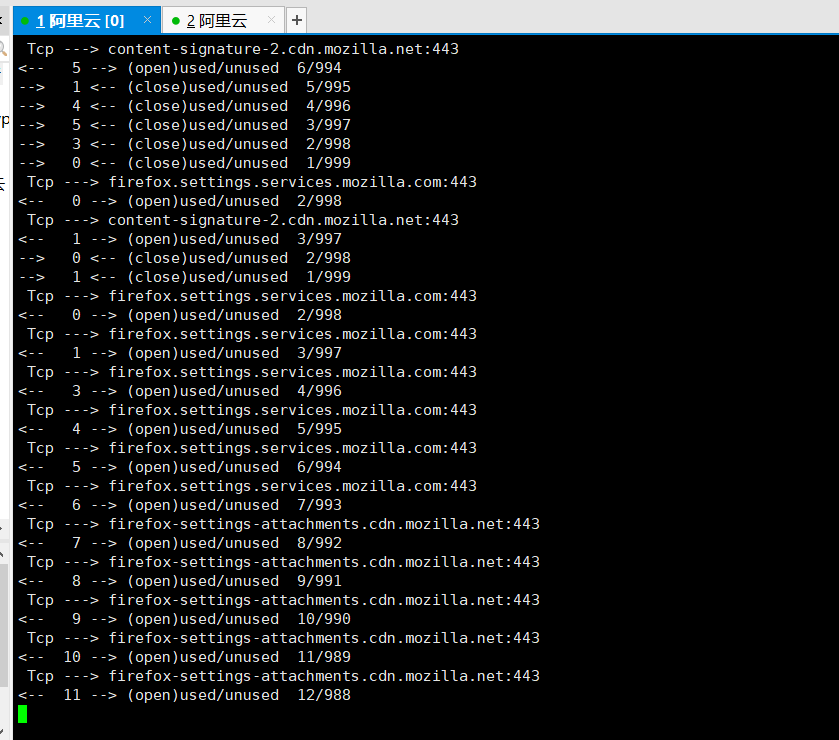 1 阿里云 [0] × 2 阿里云 × +
Tcp ---> content-signature-2.cdn.mozilla.net:443
<--   5 --> (open)used/unused  6/994
-->   1 <-- (close)used/unused  5/995
-->   4 <-- (close)used/unused  4/996
-->   5 <-- (close)used/unused  3/997
-->   3 <-- (close)used/unused  2/998
-->   0 <-- (close)used/unused  1/999
Tcp ---> firefox.settings.services.mozilla.com:443
<--   0 --> (open)used/unused  2/998
Tcp ---> content-signature-2.cdn.mozilla.net:443
<--   1 --> (open)used/unused  3/997
-->   0 <-- (close)used/unused  2/998
-->   1 <-- (close)used/unused  1/999
Tcp ---> firefox.settings.services.mozilla.com:443
<--   0 --> (open)used/unused  2/998
Tcp ---> firefox.settings.services.mozilla.com:443
<--   1 --> (open)used/unused  3/997
Tcp ---> firefox.settings.services.mozilla.com:443
<--   3 --> (open)used/unused  4/996
Tcp ---> firefox.settings.services.mozilla.com:443
<--   4 --> (open)used/unused  5/995
Tcp ---> firefox.settings.services.mozilla.com:443
<--   5 --> (open)used/unused  6/994
Tcp ---> firefox.settings.services.mozilla.com:443
<--   6 --> (open)used/unused  7/993
Tcp ---> firefox-settings-attachments.cdn.mozilla.net:443
<--   7 --> (open)used/unused  8/992
Tcp ---> firefox-settings-attachments.cdn.mozilla.net:443
<--   8 --> (open)used/unused  9/991
Tcp ---> firefox-settings-attachments.cdn.mozilla.net:443
<--   9 --> (open)used/unused  10/990
Tcp ---> firefox-settings-attachments.cdn.mozilla.net:443
<--  10 --> (open)used/unused  11/989
Tcp ---> firefox-settings-attachments.cdn.mozilla.net:443
<--  11 --> (open)used/unused  12/988